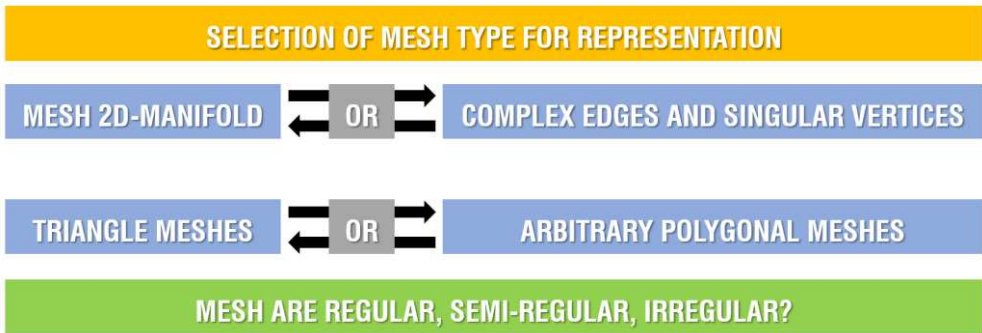 SELECTION OF MESH TYPE FOR REPRESENTATION
MESH 2D-MANIFOLD OR COMPLEX EDGES AND SINGULAR VERTICES
TRIANGLE MESHES OR ARBITRARY POLYGONAL MESHES
MESH ARE REGULAR, SEMI-REGULAR, IRREGULAR?